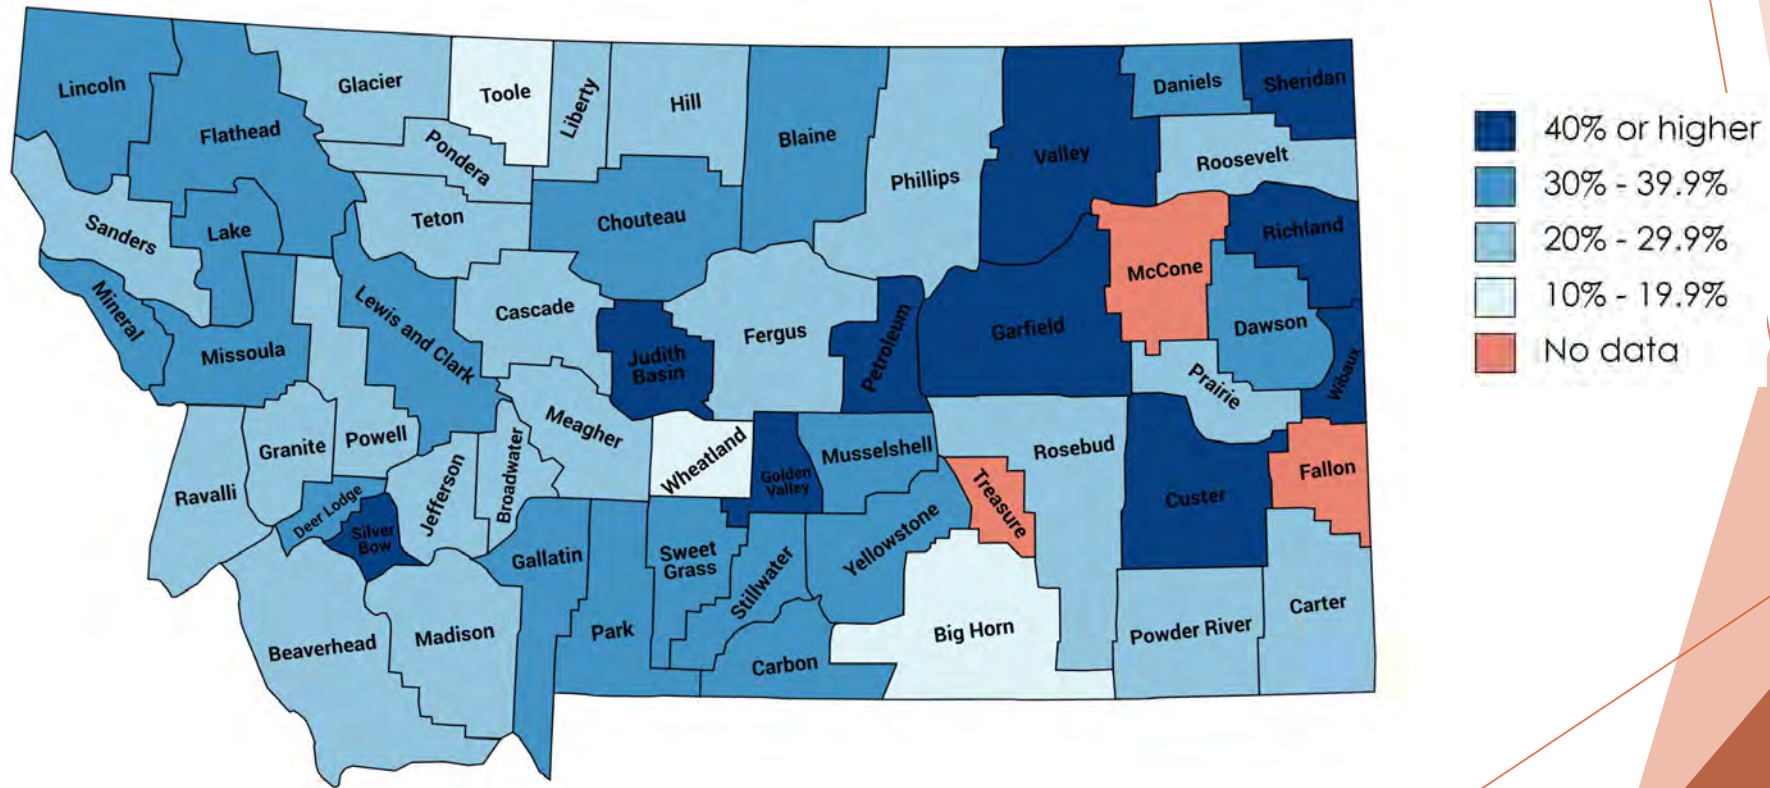 Lincoln
Flathead
Glacier
Toole
Liberty
Hill
Blaine
Phillips
Valley
Daniels
Sheridan
Roosevelt
Pondera
Teton
Chouteau
Sanders
Lake
Richland
McCone
Mineral
Missoula
Lewis and Clark
Cascade
Judith
Basin
Fergus
Petroleum
Garfield
Dawson
Wibaux
Prairie
Granite
Powell
Meagher
Ravalli
Deer Lodge
Silver
Bow
Jefferson
Broadwater
Wheatland
Golden
Valley
Musselshell
Rosebud
Treasure
Custer
Fallon
Gallatin
Park
Sweet
Grass
Stillwater
Yellowstone
Beaverhead
Madison
Carbon
Big Horn
Powder River
Carter
40% or higher
30% - 39.9%
20% - 29.9%
10% - 19.9%
No data